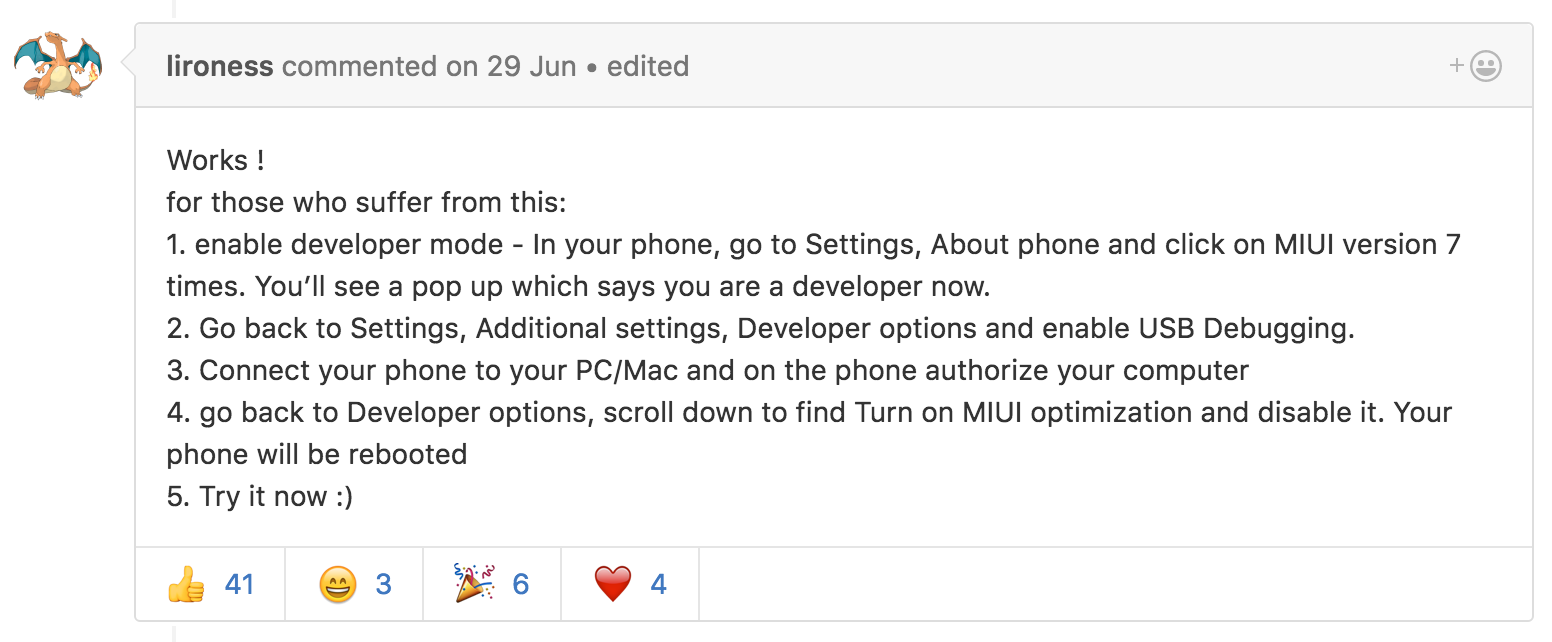 lironess commented on 29 Jun • edited
Works !
for those who suffer from this:
1. enable developer mode - In your phone, go to Settings, About phone and click on MIUI version 7
times. You’ll see a pop up which says you are a developer now.
2. Go back to Settings, Additional settings, Developer options and enable USB Debugging.
3. Connect your phone to your PC/Mac and on the phone authorize your computer
4. go back to Developer options, scroll down to find Turn on MIUI optimization and disable it. Your
phone will be rebooted
5. Try it now :)
41 3 6 4